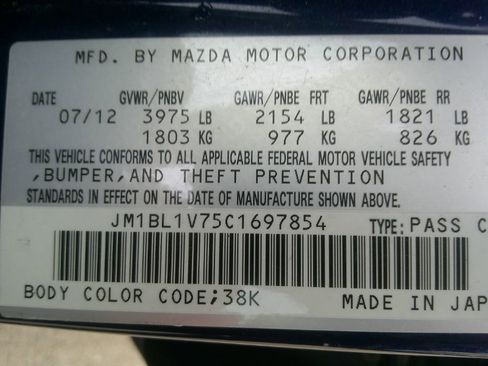 MFD. BY MAZDA MOTOR CORPORATION
DATE GVWR/PNBV GAWR/PNBE FRT GAWR/PNBE RR
07/12 3975 LB 2154 LB 1821 LB
1803 KG 977 KG 826 KG
THIS VEHICLE CONFORMS TO ALL APPLICABLE FEDERAL MOTOR VEHICLE SAFETY
,BUMPER,AND THEFT PREVENTION
STANDARDS IN EFFECT ON THE DATE OF MANUFACTURE SHOWN ABOVE.
JM1BL1V75C1697854 TYPE: PASS C
BODY COLOR CODE;38K MADE IN JAP